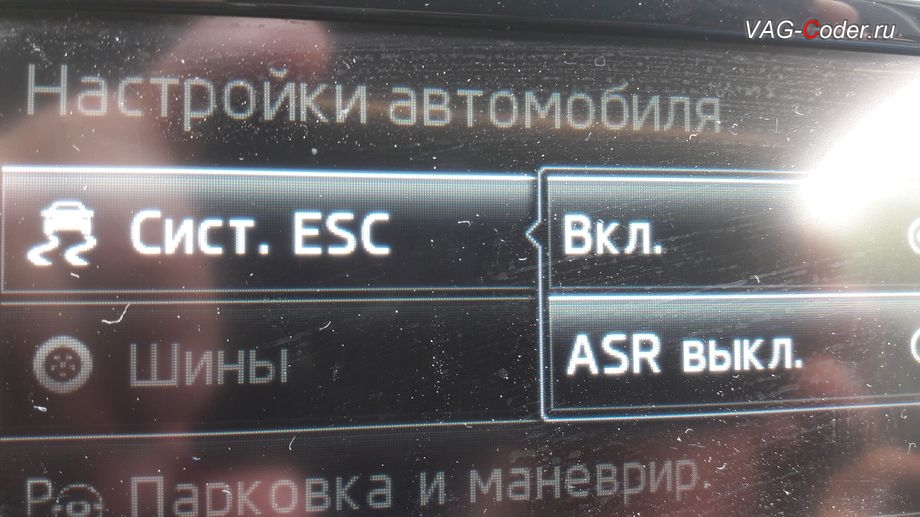 VAG-Coder.ru
Настройки автомобиля
Сист. ESC
Вкл.
Шины
ASR выкл.
P Парковка и маневрир.